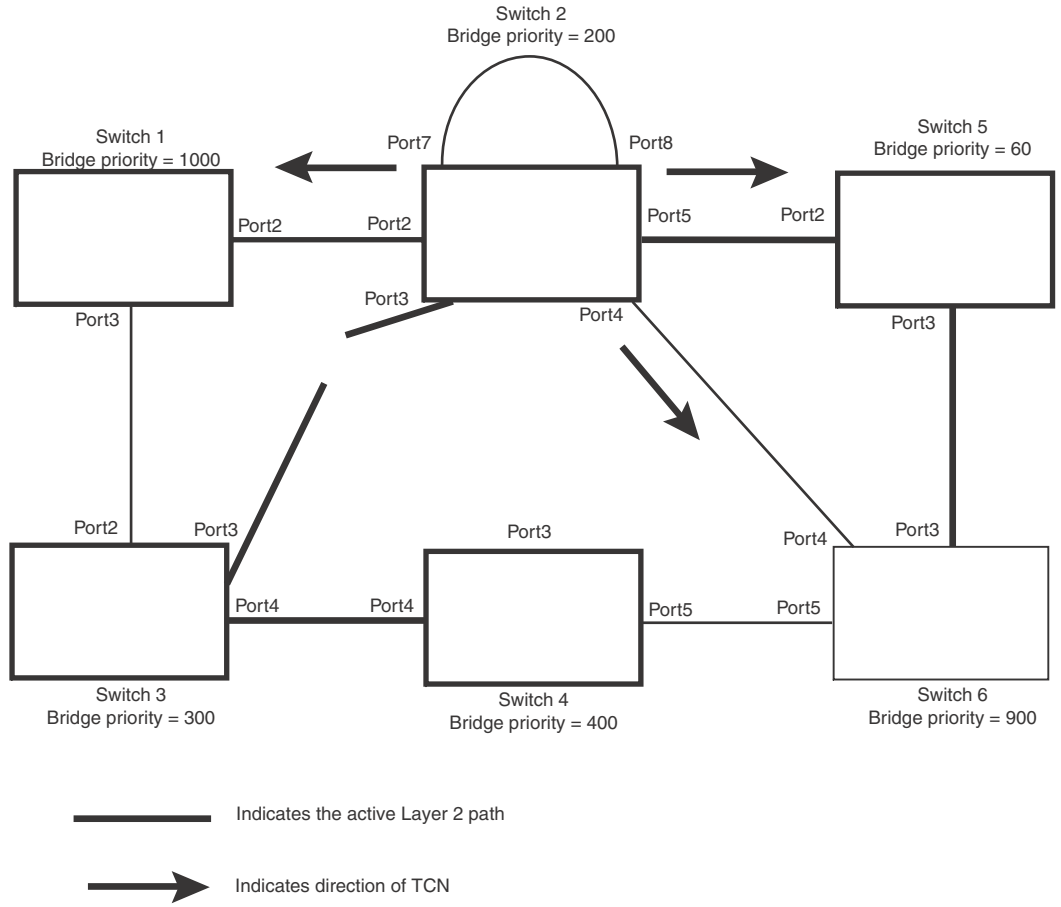 Switch 2
Bridge priority = 200
Switch 1
Bridge priority = 1000
Switch 5
Bridge priority = 60
Port7
Port8
Port2
Port2
Port5
Port2
Port3
Port3
Port4
Port3
Port2
Port3
Port3
Port4
Port3
Port4
Port4
Port5
Port5
Switch 3
Bridge priority = 300
Switch 4
Bridge priority = 400
Switch 6
Bridge priority = 900
Indicates the active Layer 2 path
Indicates direction of TCN